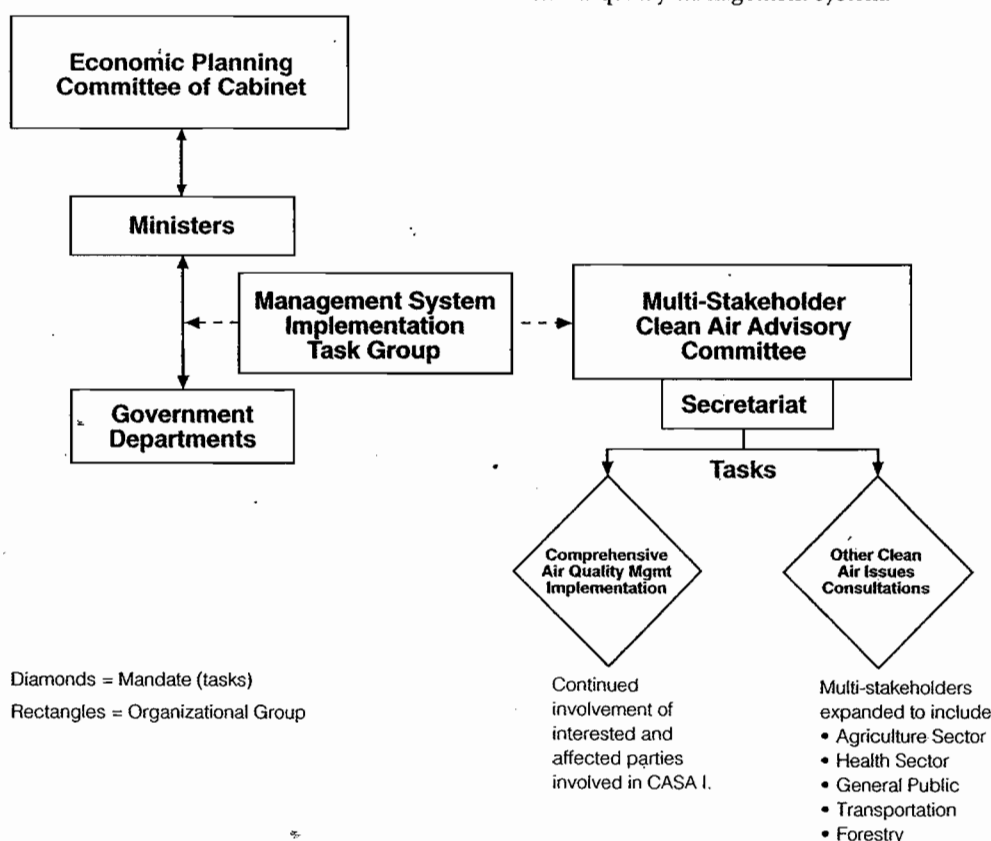 Economic Planning
Committee of Cabinet
Ministers
Management System
Implementation
Task Group
Multi-Stakeholder
Clean Air Advisory
Committee
Secretariat
Government
Departments
Tasks
Comprehensive
Air Quality Mgmt
Implementation
Other Clean
Air Issues
Consultations
Diamonds = Mandate (tasks)
Rectangles = Organizational Group
Continued
involvement of
interested and
affected parties
involved in CASA I.
Multi-stakeholders
expanded to include
• Agriculture Sector
• Health Sector
• General Public
• Transportation
• Forestry